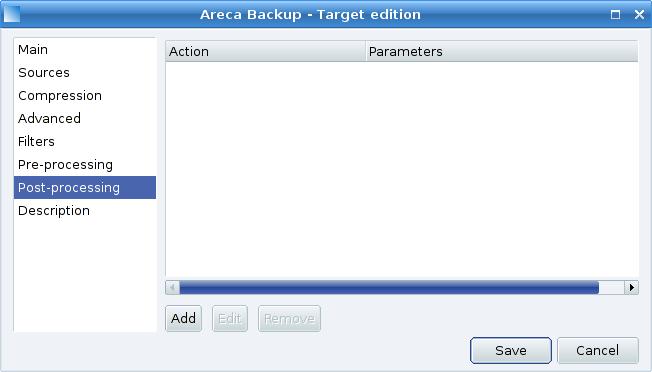 Areca Backup - Target edition
Main
Sources
Compression
Advanced
Filters
Pre-processing
Post-processing
Description
Action Parameters
Add Edit Remove
Save Cancel